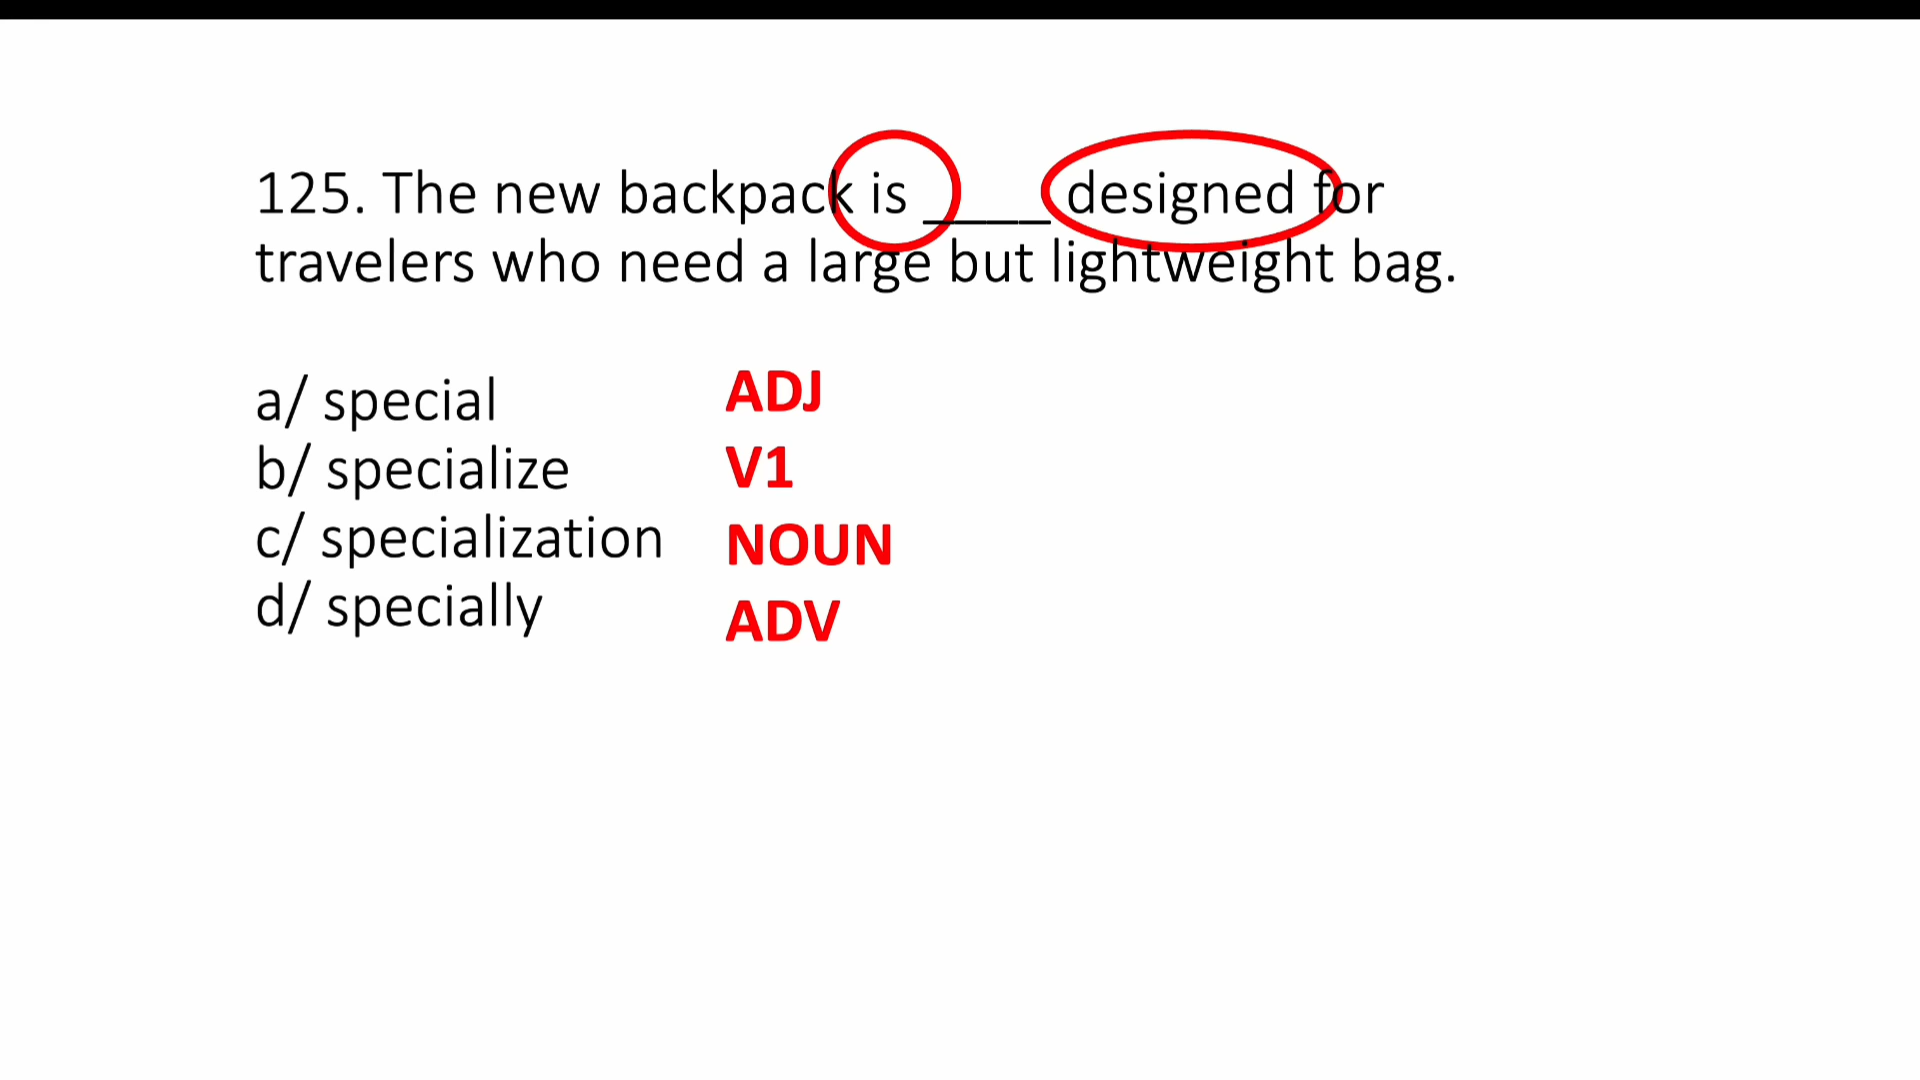 125. The new backpack is ____ designed for
travelers who need a large but lightweight bag.
a/ special ADJ
b/ specialize V1
c/ specialization NOUN
d/ specially ADV